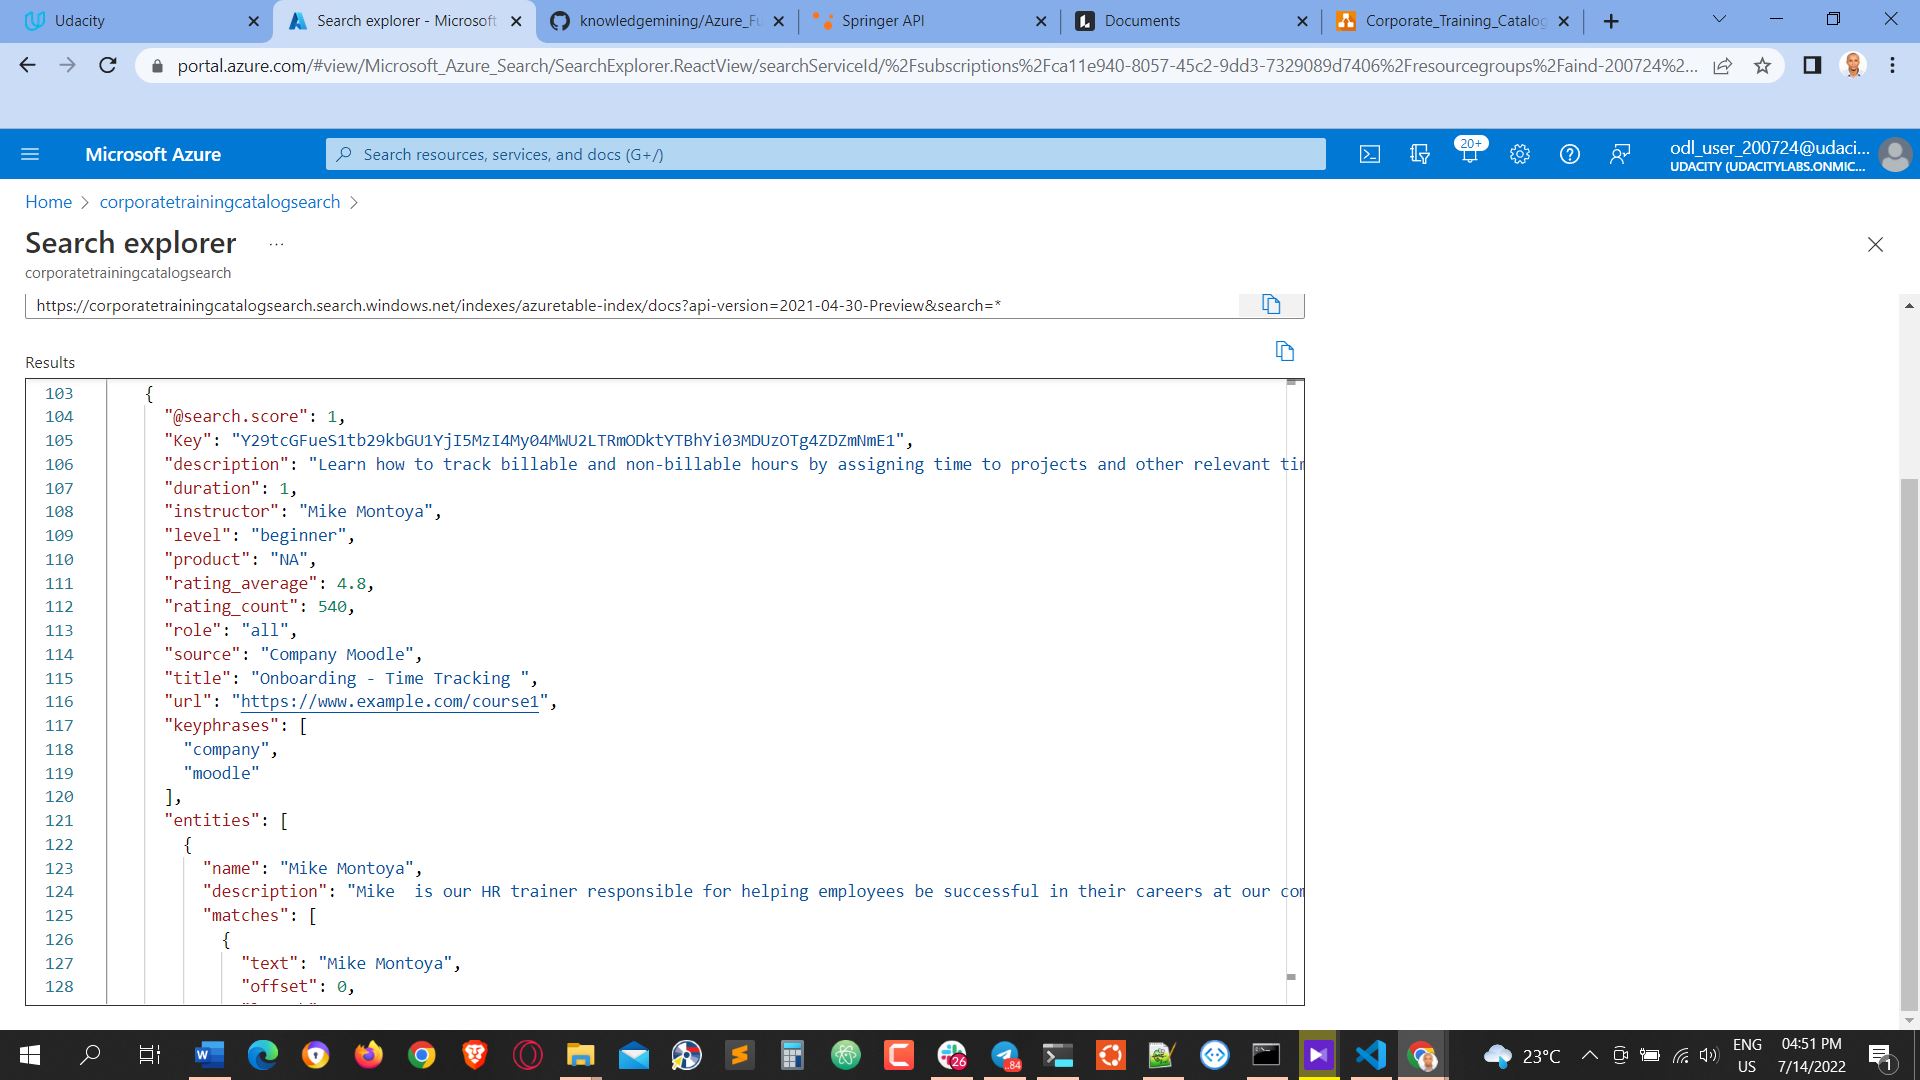 Udacity
Search explorer - Microsoft
knowledgemining/Azure_Fu
Springer API
Documents
Corporate_Training_Catalog
portal.azure.com/#view/Microsoft_Azure_Search/SearchExplorer.ReactView/searchServiceId/%2Fsubscriptions%2Fca11e940-8057-45c2-9dd3-7329089d7406%2Fresourcegroups%2Faind-200724%2...
Microsoft Azure
Search resources, services, and docs (G+/)
20+
odl_user_200724@udaci...
UDACITY (UDACITYLABS.ONMIC...
Home > corporatetrainingcatalogsearch >
Search explorer ...
corporatetrainingcatalogsearch
https://corporatetrainingcatalogsearch.search.windows.net/indexes/azuretable-index/docs?api-version=2021-04-30-Preview&search=*
Results
103 {
104 "@search.score": 1,
105 "Key": "Y29tcGFueS1tb29kbGU1YjI5MzI4My04MWU2LTRmODktYTBhYi03MDUzOTg4ZDZmNmE1",
106 "description": "Learn how to track billable and non-billable hours by assigning time to projects and other relevant tim
107 "duration": 1,
108 "instructor": "Mike Montoya",
109 "level": "beginner",
110 "product": "NA",
111 "rating_average": 4.8,
112 "rating_count": 540,
113 "role": "all",
114 "source": "Company Moodle",
115 "title": "Onboarding - Time Tracking ",
116 "url": "https://www.example.com/course1",
117 "keyphrases": [
118 "company",
119 "moodle"
120 ],
121 "entities": [
122 {
123 "name": "Mike Montoya",
124 "description": "Mike  is our HR trainer responsible for helping employees be successful in their careers at our com
125 "matches": [
126 {
127 "text": "Mike Montoya",
128 "offset": 0,
26
84
23°C
ENG
US
04:51 PM
7/14/2022
1